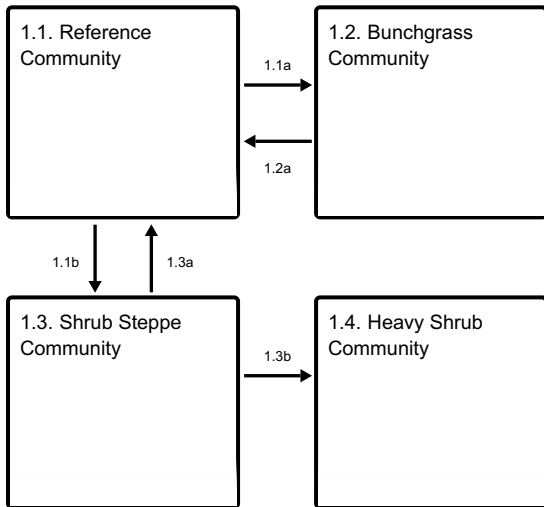 1.1. Reference
Community
1.1a
1.2. Bunchgrass
Community
1.2a
1.1b
1.3a
1.3. Shrub Steppe
Community
1.3b
1.4. Heavy Shrub
Community